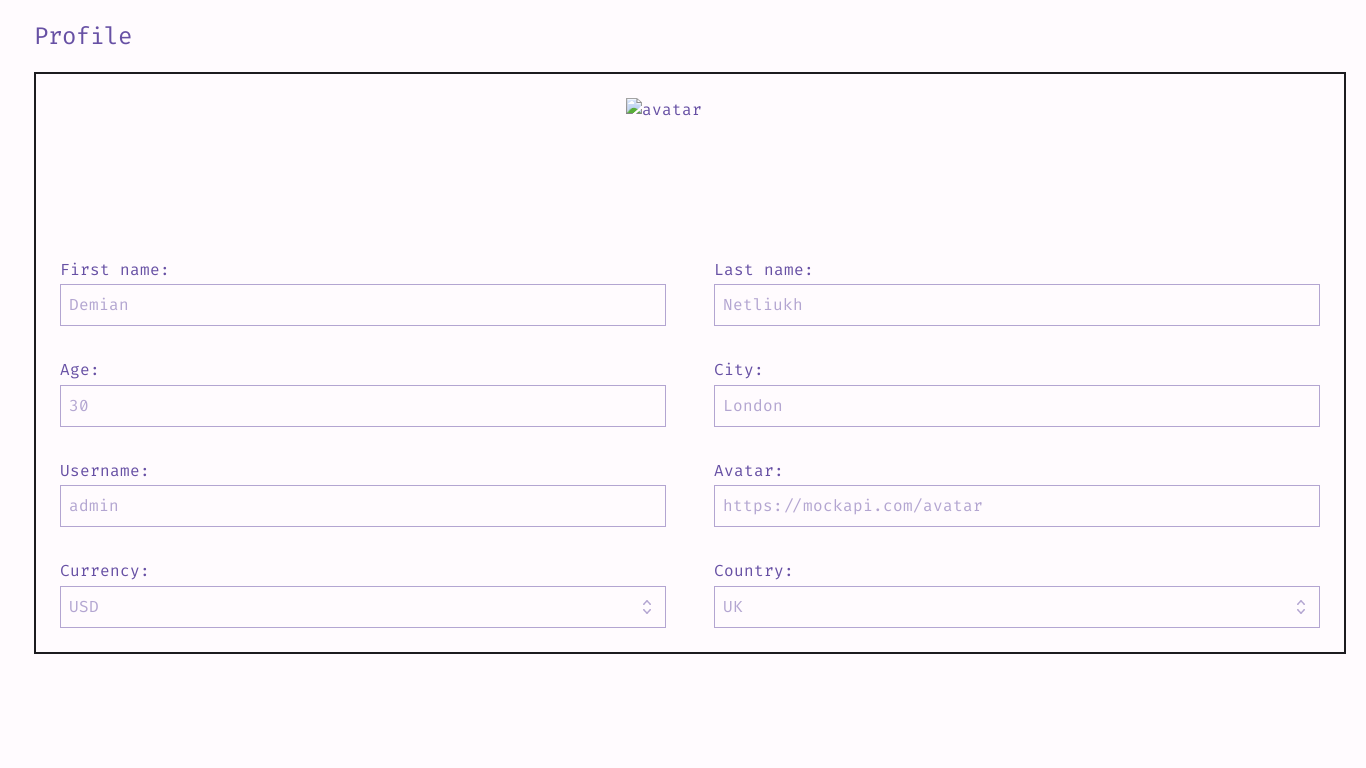 Profile
avatar
First name:
Last name:
Demian
Netliukh
Age:
City:
30
London
Username:
Avatar:
admin
https://mockapi.com/avatar
Currency:
Country:
USD
UK